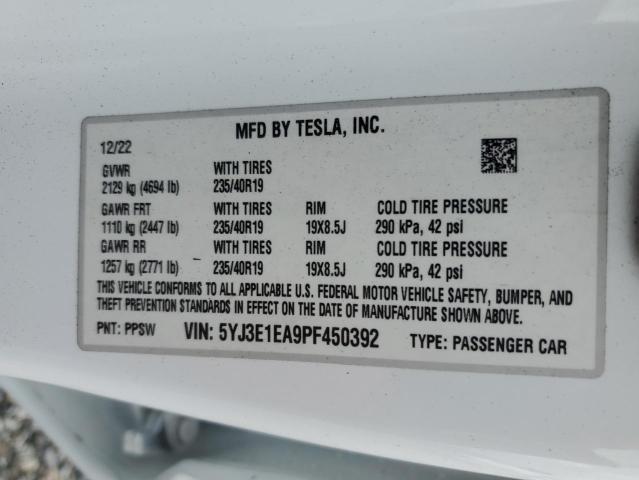 MFD BY TESLA, INC.
12/22
GVWR WITH TIRES
2129 kg (4694 lb) 235/40R19
GAWR FRT WITH TIRES RIM COLD TIRE PRESSURE
1110 kg (2447 lb) 235/40R19 19X8.5J 290 kPa, 42 psi
GAWR RR WITH TIRES RIM COLD TIRE PRESSURE
1257 kg (2771 lb) 235/40R19 19X8.5J 290 kPa, 42 psi
THIS VEHICLE CONFORMS TO ALL APPLICABLE U.S. FEDERAL MOTOR VEHICLE SAFETY, BUMPER, AND
THEFT PREVENTION STANDARDS IN EFFECT ON THE DATE OF MANUFACTURE SHOWN ABOVE.
PNT: PPSW VIN: 5YJ3E1EA9PF450392 TYPE: PASSENGER CAR